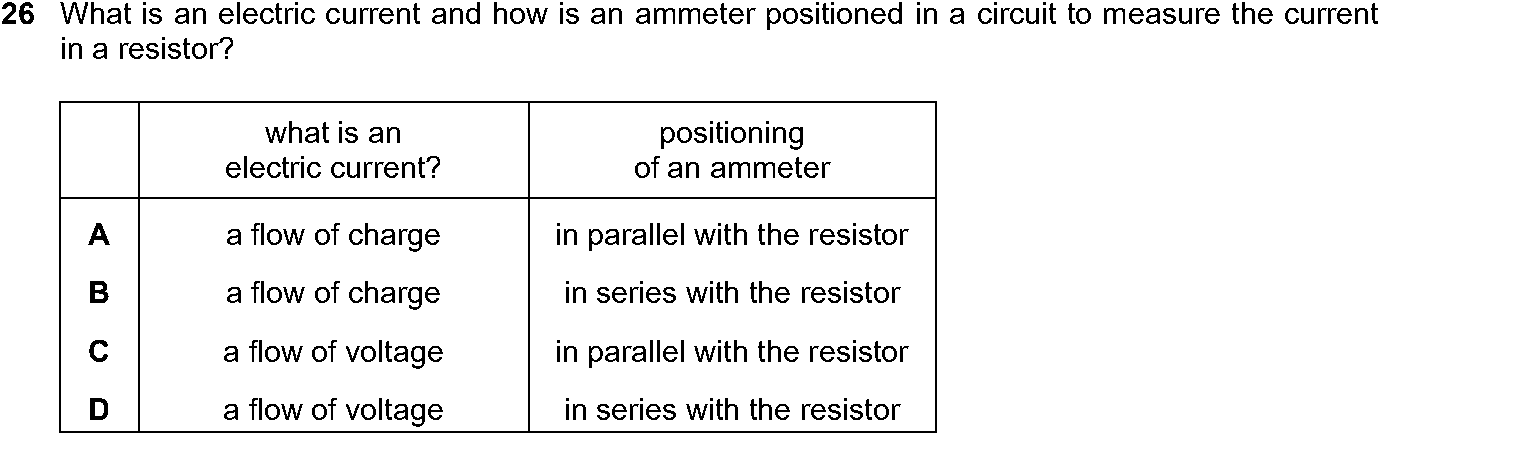 26 What is an electric current and how is an ammeter positioned in a circuit to measure the current
in a resistor?
what is an
electric current?
positioning
of an ammeter
A a flow of charge in parallel with the resistor
B a flow of charge in series with the resistor
C a flow of voltage in parallel with the resistor
D a flow of voltage in series with the resistor